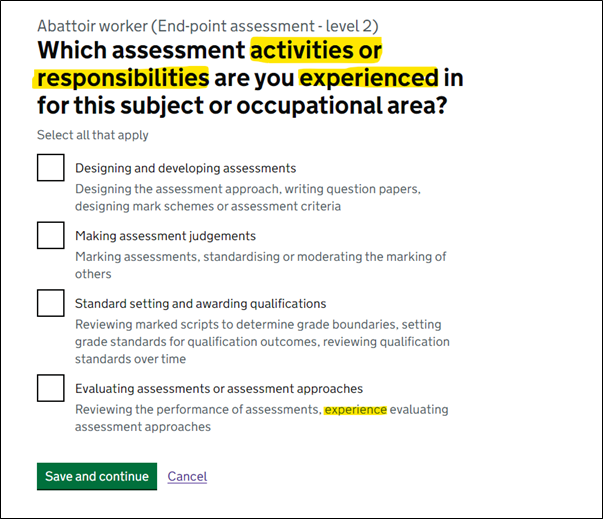 Abattoir worker (End-point assessment - level 2)
Which assessment activities or
responsibilities are you experienced in
for this subject or occupational area?
Select all that apply
Designing and developing assessments
Designing the assessment approach, writing question papers,
designing mark schemes or assessment criteria
Making assessment judgements
Marking assessments, standardising or moderating the marking of
others
Standard setting and awarding qualifications
Reviewing marked scripts to determine grade boundaries, setting
grade standards for qualification outcomes, reviewing qualification
standards over time
Evaluating assessments or assessment approaches
Reviewing the performance of assessments, experience evaluating
assessment approaches
Save and continue Cancel